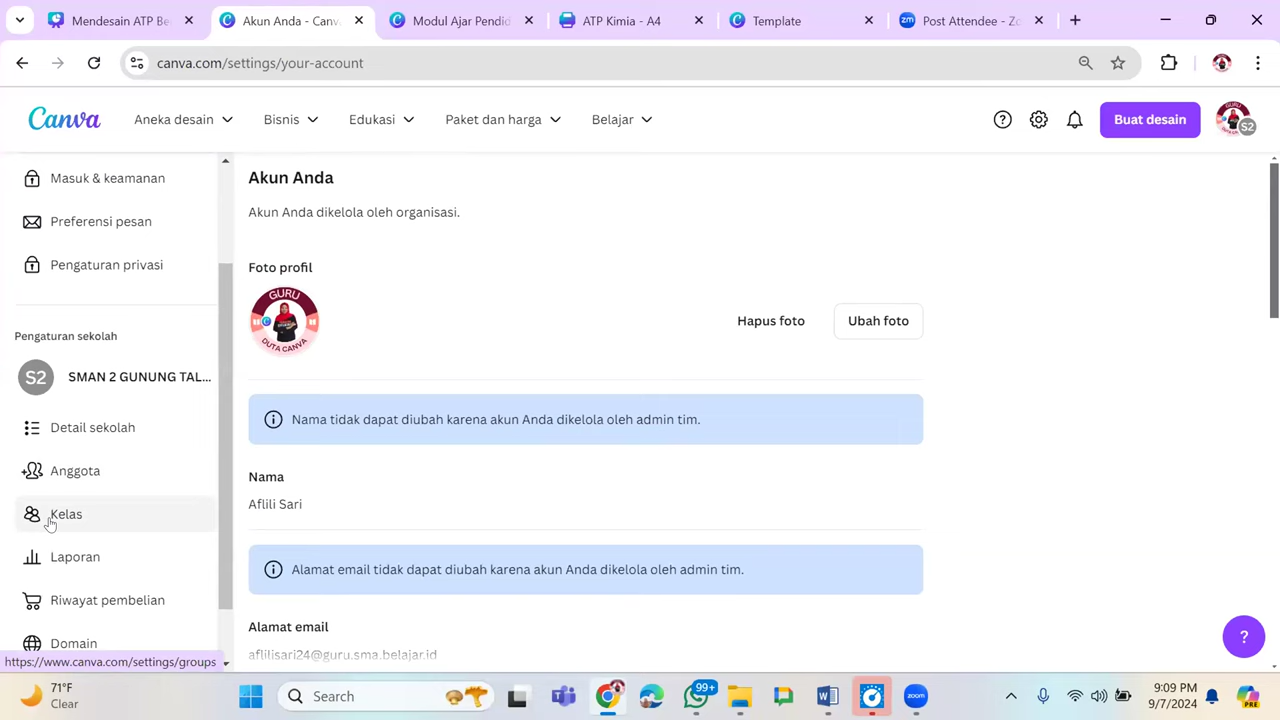 Mendesain ATP Be
Akun Anda - Canv
Modul Ajar Pendid
ATP Kimia - A4
Template
Post Attendee - Zo
canva.com/settings/your-account
Canva
Aneka desain
Bisnis
Edukasi
Paket dan harga
Belajar
Buat desain
S2
Masuk & keamanan
Preferensi pesan
Pengaturan privasi
Pengaturan sekolah
S2 SMAN 2 GUNUNG TAL...
Detail sekolah
Anggota
Kelas
Laporan
Riwayat pembelian
Domain
https://www.canva.com/settings/groups
Akun Anda
Akun Anda dikelola oleh organisasi.
Foto profil
GURU
DUTA CANVA
Hapus foto
Ubah foto
Nama tidak dapat diubah karena akun Anda dikelola oleh admin tim.
Nama
Aflili Sari
Alamat email tidak dapat diubah karena akun Anda dikelola oleh admin tim.
Alamat email
aflilisari24@guru.sma.belajar.id
?
71°F
Clear
Search
99+
zoom
9:09 PM
9/7/2024
PRE